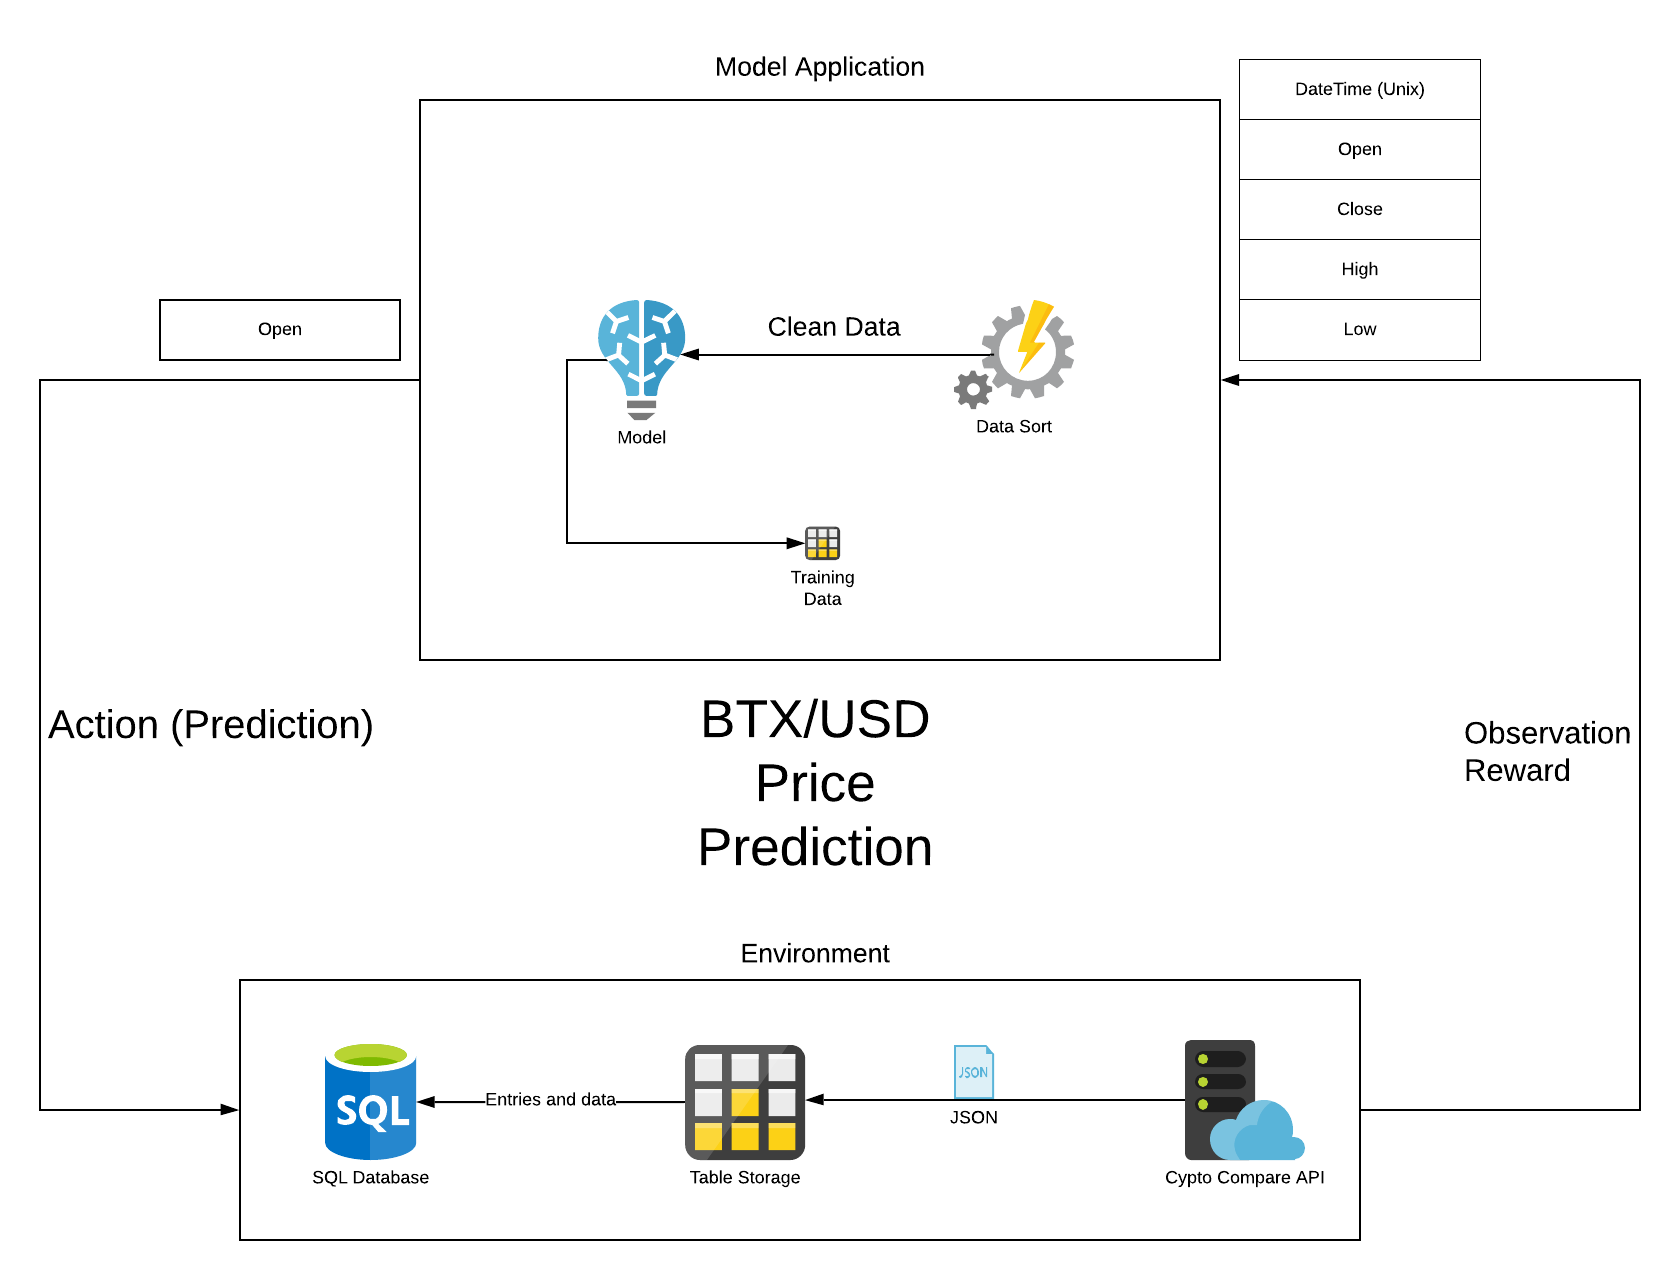 Model Application
DateTime (Unix)
Open
Close
High
Low
Open
Clean Data
Model
Data Sort
Training
Data
Action (Prediction)
BTX/USD
Price
Prediction
Observation
Reward
Environment
SQL
Entries and data
JSON
JSON
SQL Database
Table Storage
Cypto Compare API